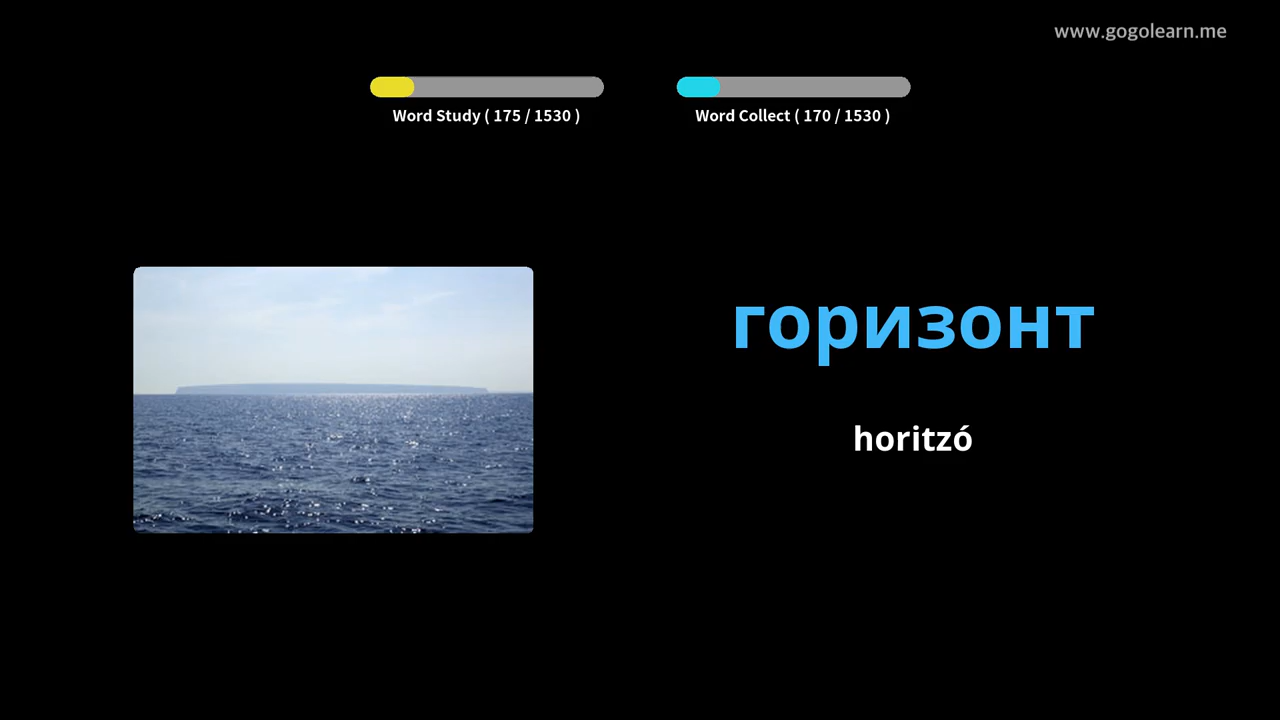 www.gogolearn.me
Word Study ( 175 / 1530 )
Word Collect ( 170 / 1530 )
горизонт
horitzó